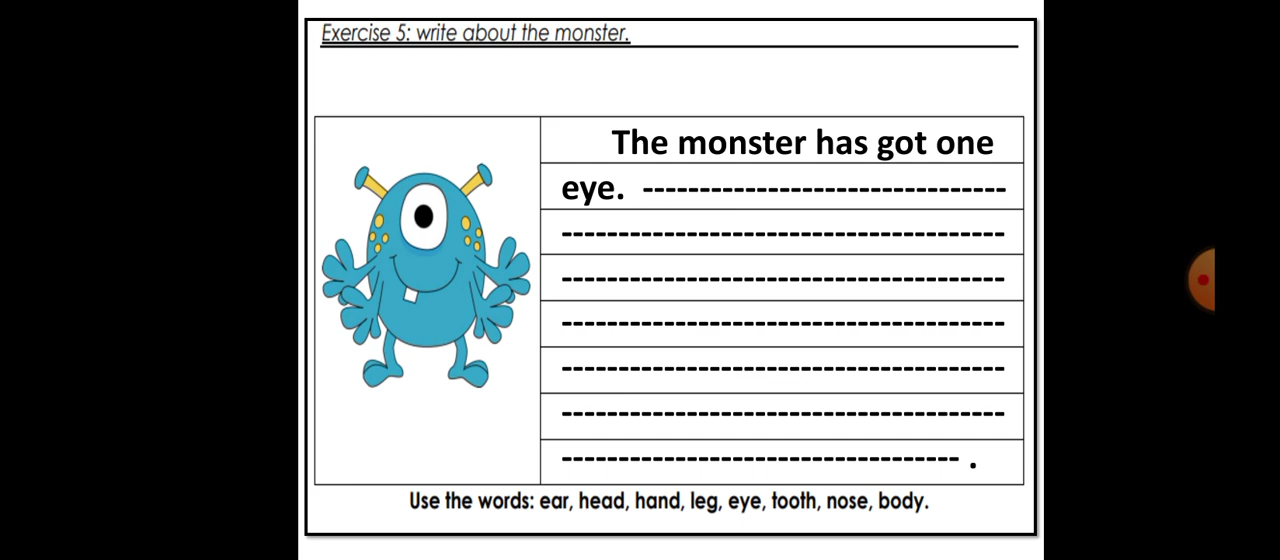 Exercise 5: write about the monster.
The monster has got one
eye. --------------------------------
---------------------------------------
---------------------------------------
---------------------------------------
---------------------------------------
---------------------------------------
----------------------------------- .
Use the words: ear, head, hand, leg, eye, tooth, nose, body.